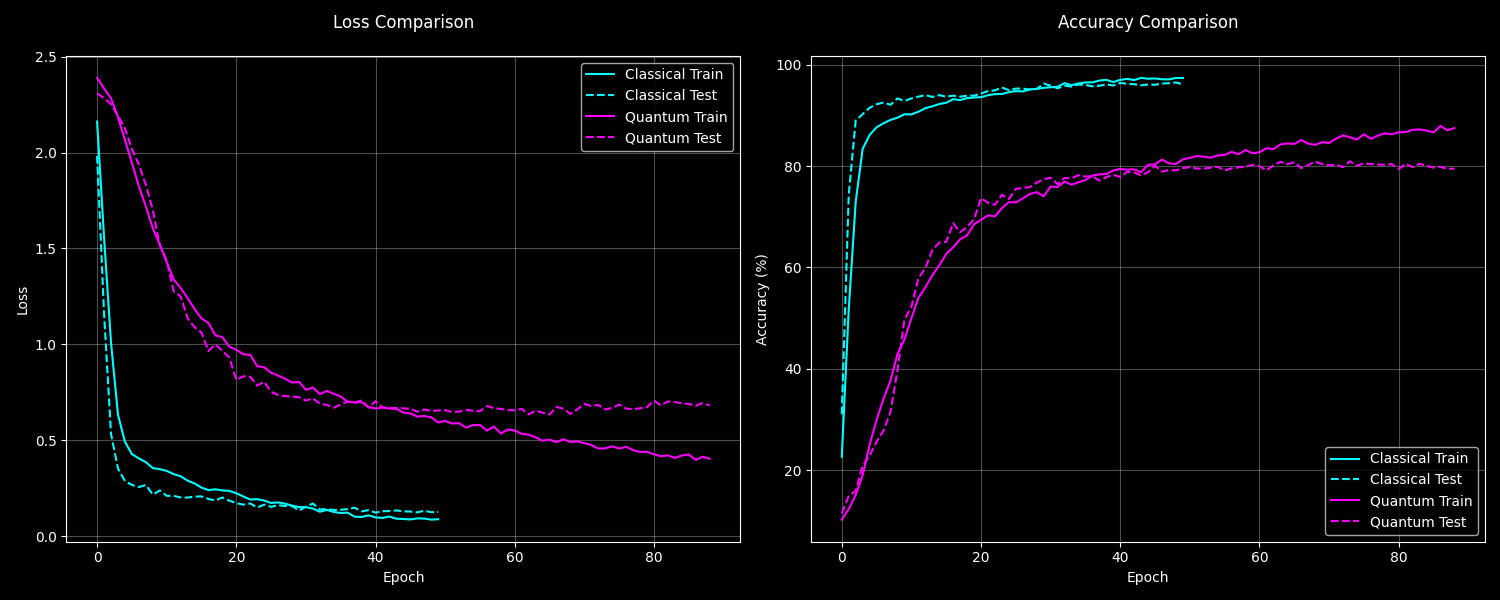 Loss Comparison
2.5
2.0
1.5
1.0
0.5
0.0
Loss
0 20 40 60 80
Epoch
Classical Train
Classical Test
Quantum Train
Quantum Test
Accuracy Comparison
100
80
60
40
20
Accuracy (%)
0 20 40 60 80
Epoch
Classical Train
Classical Test
Quantum Train
Quantum Test